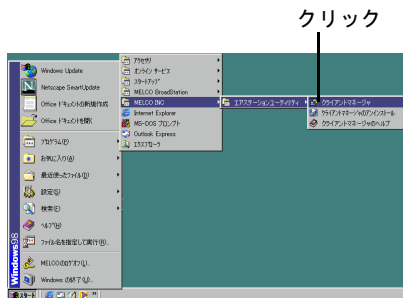 クリック
Windows Update
Netscape SmartUpdate
Office ドキュメントの新規作成
Office ドキュメントを開く
プログラム(P)
お気に入り(A)
最近使ったファイル(D)
設定(S)
検索(C)
ヘルプ(H)
ファイル名を指定して実行(R)...
MELCOのログオフ(L)...
Windows の終了(U)...
Windows98
スタート
アクセサリ
オンライン サービス
スタートアップ
MELCO BroadStation
MELCO INC
Internet Explorer
MS-DOS プロンプト
Outlook Express
エクスプローラ
エアステーションユーティリティ
クライアントマネージャ
クライアントマネージャのアンインストール
クライアントマネージャのヘルプ